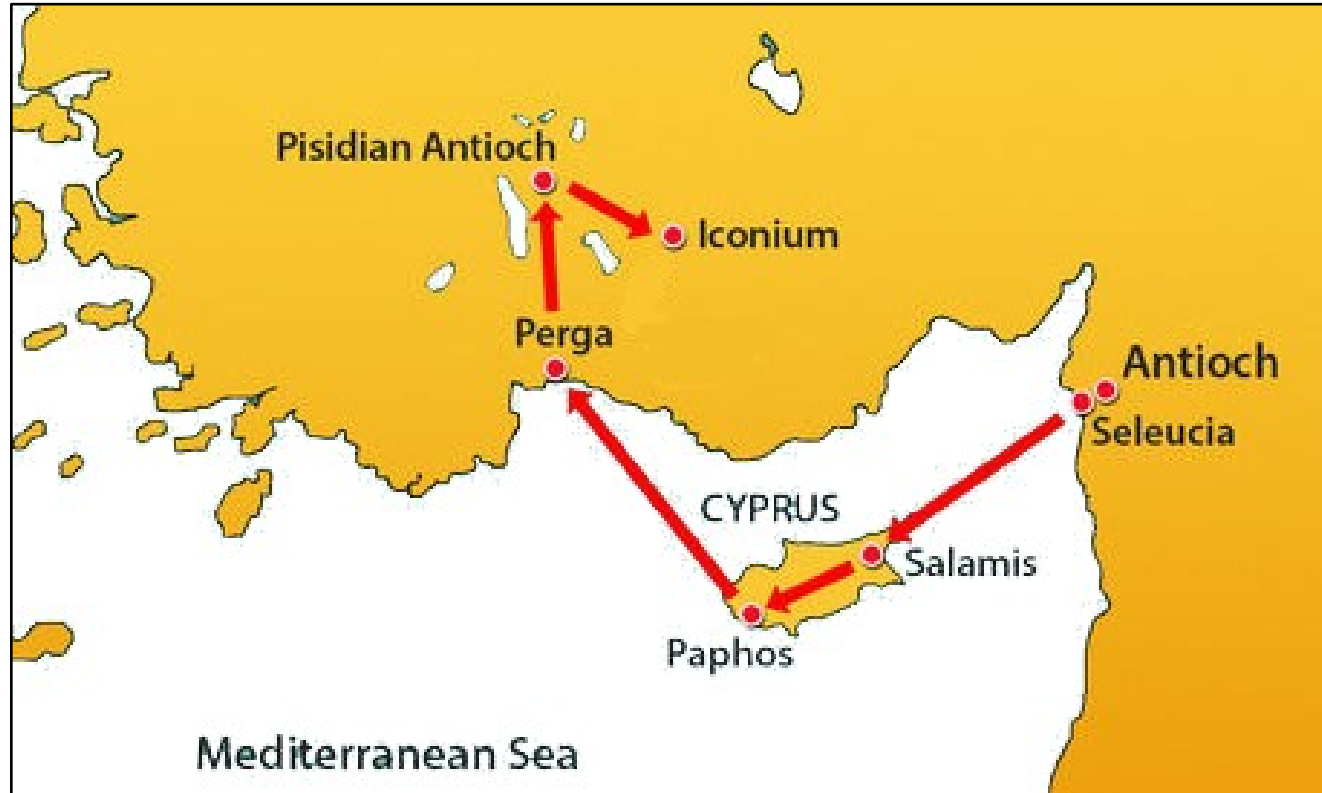 Pisidian Antioch
Iconium
Perga
Antioch
Seleucia
CYPRUS
Salamis
Paphos
Mediterranean Sea